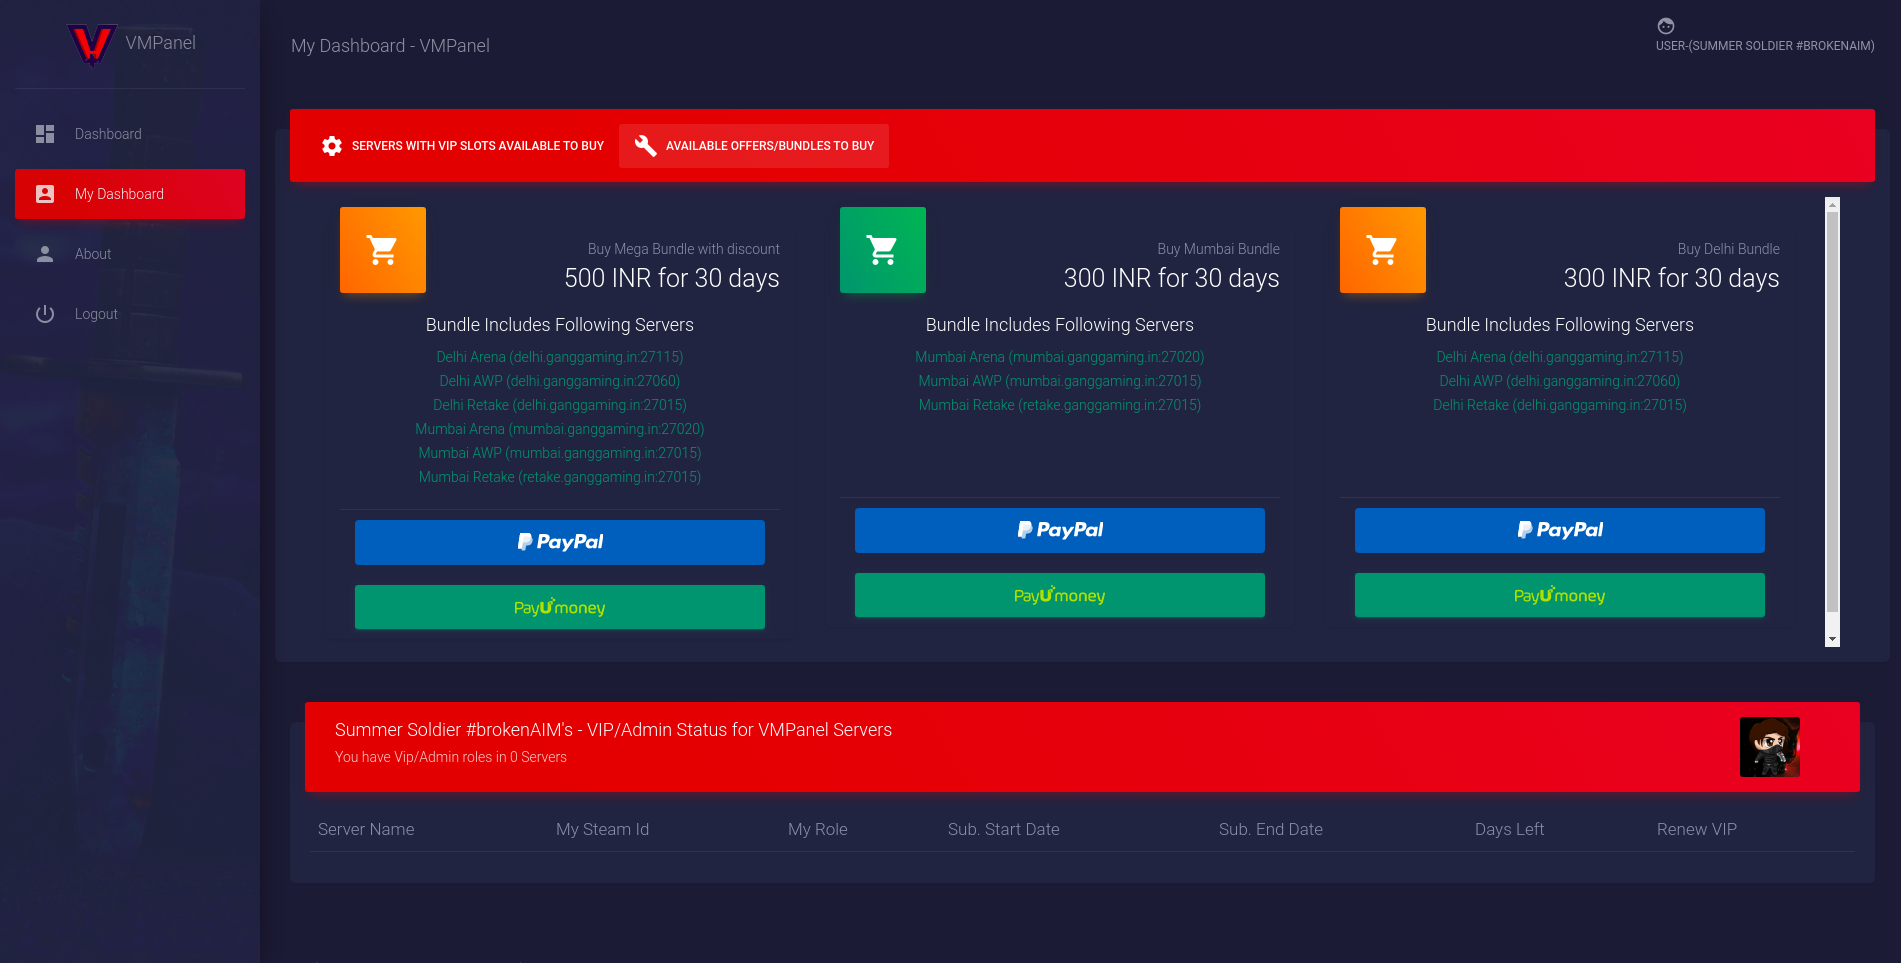 VMPanel
My Dashboard - VMPanel
USER-(SUMMER SOLDIER #BROKENAIM)
Dashboard
My Dashboard
About
Logout
SERVERS WITH VIP SLOTS AVAILABLE TO BUY
AVAILABLE OFFERS/BUNDLES TO BUY
Buy Mega Bundle with discount
500 INR for 30 days
Bundle Includes Following Servers
Delhi Arena (delhi.ganggaming.in:27115)
Delhi AWP (delhi.ganggaming.in:27060)
Delhi Retake (delhi.ganggaming.in:27015)
Mumbai Arena (mumbai.ganggaming.in:27020)
Mumbai AWP (mumbai.ganggaming.in:27015)
Mumbai Retake (retake.ganggaming.in:27015)
PayPal
PayUmoney
Buy Mumbai Bundle
300 INR for 30 days
Bundle Includes Following Servers
Mumbai Arena (mumbai.ganggaming.in:27020)
Mumbai AWP (mumbai.ganggaming.in:27015)
Mumbai Retake (retake.ganggaming.in:27015)
PayPal
PayUmoney
Buy Delhi Bundle
300 INR for 30 days
Bundle Includes Following Servers
Delhi Arena (delhi.ganggaming.in:27115)
Delhi AWP (delhi.ganggaming.in:27060)
Delhi Retake (delhi.ganggaming.in:27015)
PayPal
PayUmoney
Summer Soldier #brokenAIM's - VIP/Admin Status for VMPanel Servers
You have Vip/Admin roles in 0 Servers
Server Name My Steam Id My Role Sub. Start Date Sub. End Date Days Left Renew VIP